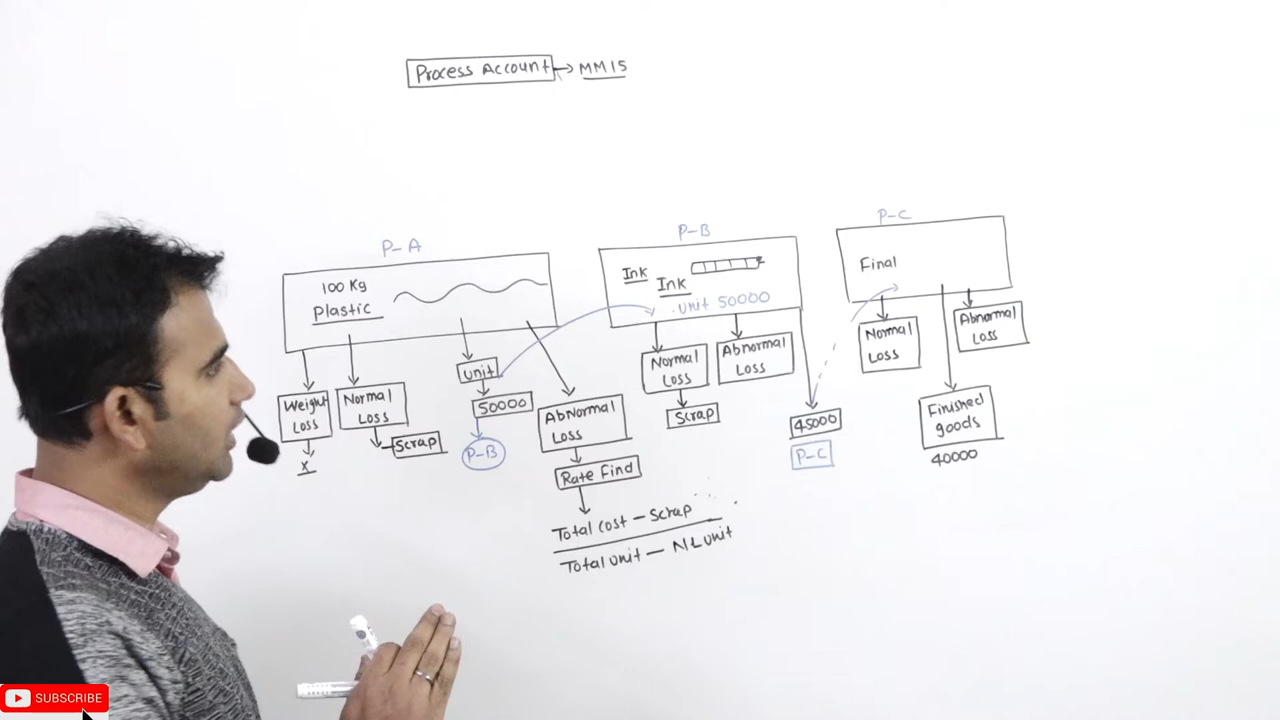 Process Account → MM15
P-A
100 Kg
Plastic
Weight
Loss
x
Normal
Loss
Scrap
unit
50000
P-B
AbNormal
Loss
Rate Find
Total cost - Scrap
Total unit - NL unit
P-B
Ink
Ink
unit 50000
Normal
Loss
Scrap
Abnormal
Loss
45000
P-C
P-C
Final
Normal
Loss
Finished
goods
40000
Abnormal
Loss
SUBSCRIBE